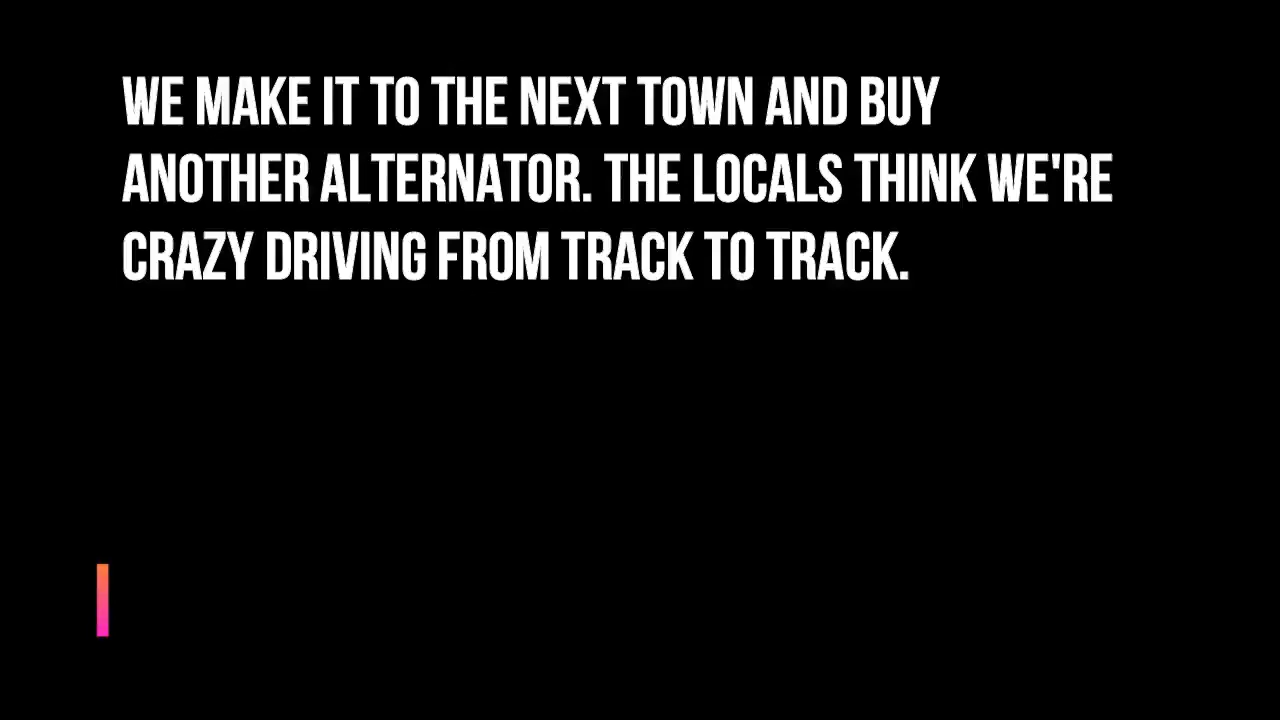 WE MAKE IT TO THE NEXT TOWN AND BUY
ANOTHER ALTERNATOR. THE LOCALS THINK WE'RE
CRAZY DRIVING FROM TRACK TO TRACK.